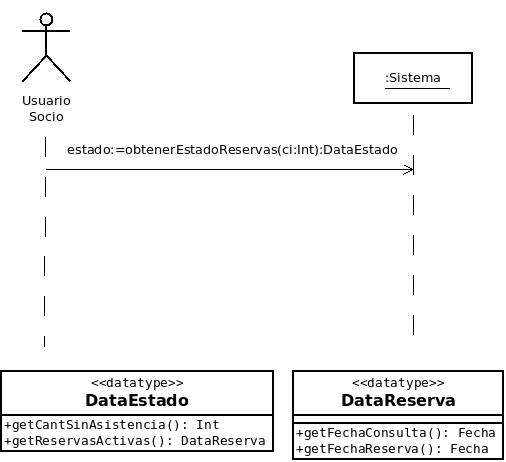 Usuario
Socio
:Sistema
estado:=obtenerEstadoReservas(ci:Int):DataEstado
<<datatype>>
DataEstado
+getCantSinAsistencia(): Int
+getReservasActivas(): DataReserva
<<datatype>>
DataReserva
+getFechaConsulta(): Fecha
+getFechaReserva(): Fecha